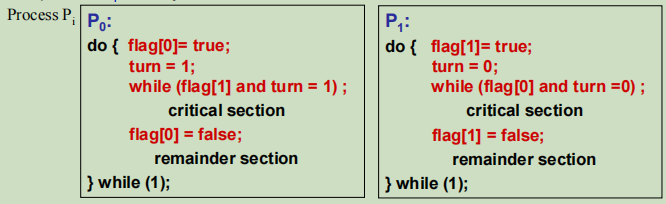 Process Pi
P0:
do { flag[0]= true;
turn = 1;
while (flag[1] and turn = 1) ;
critical section
flag[0] = false;
remainder section
} while (1);
P1:
do { flag[1]= true;
turn = 0;
while (flag[0] and turn =0) ;
critical section
flag[1] = false;
remainder section
} while (1);